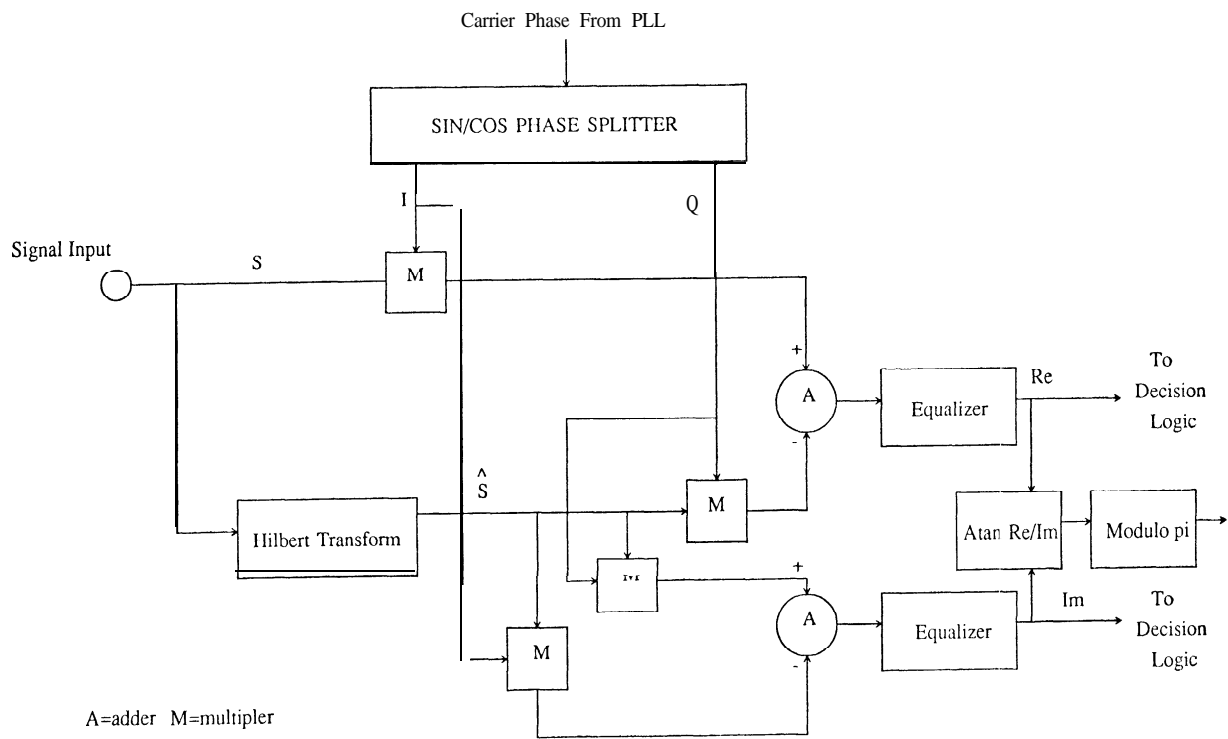 Carrier Phase From PLL
SIN/COS PHASE SPLITTER
I
Q
Signal Input
S
M
+
A
-
Equalizer
Re
To
Decision
Logic
^
S
Hilbert Transform
M
Atan Re/Im
Modulo pi
+
A
-
Equalizer
Im
To
Decision
Logic
M
A=adder M=multipler